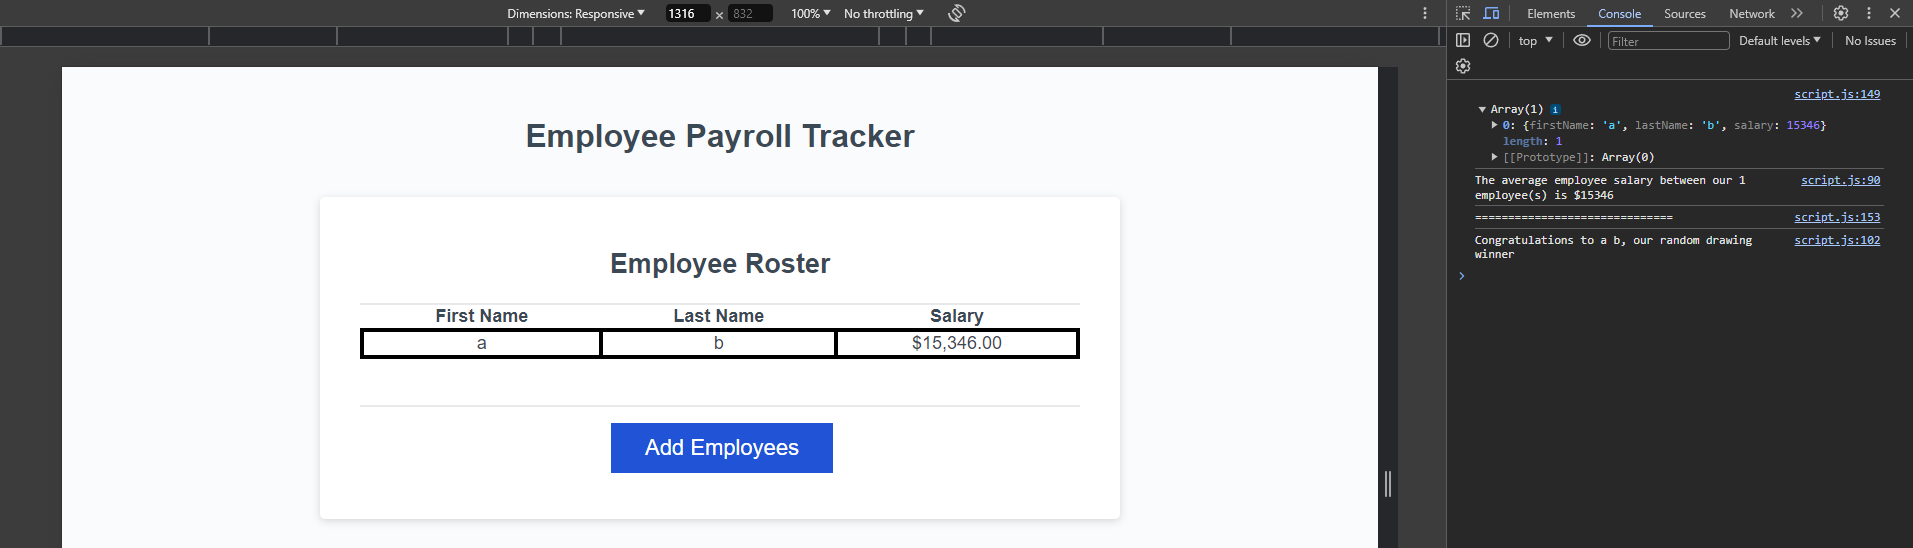 Dimensions: Responsive 1316 × 832 100% No throttling
Employee Payroll Tracker
Employee Roster
First Name Last Name Salary
a b $15,346.00
Add Employees
Elements Console Sources Network
top Filter Default levels No Issues
script.js:149
Array(1) i
0: {firstName: 'a', lastName: 'b', salary: 15346}
length: 1
[[Prototype]]: Array(0)
The average employee salary between our 1 script.js:90
employee(s) is $15346
============================== script.js:153
Congratulations to a b, our random drawing script.js:102
winner